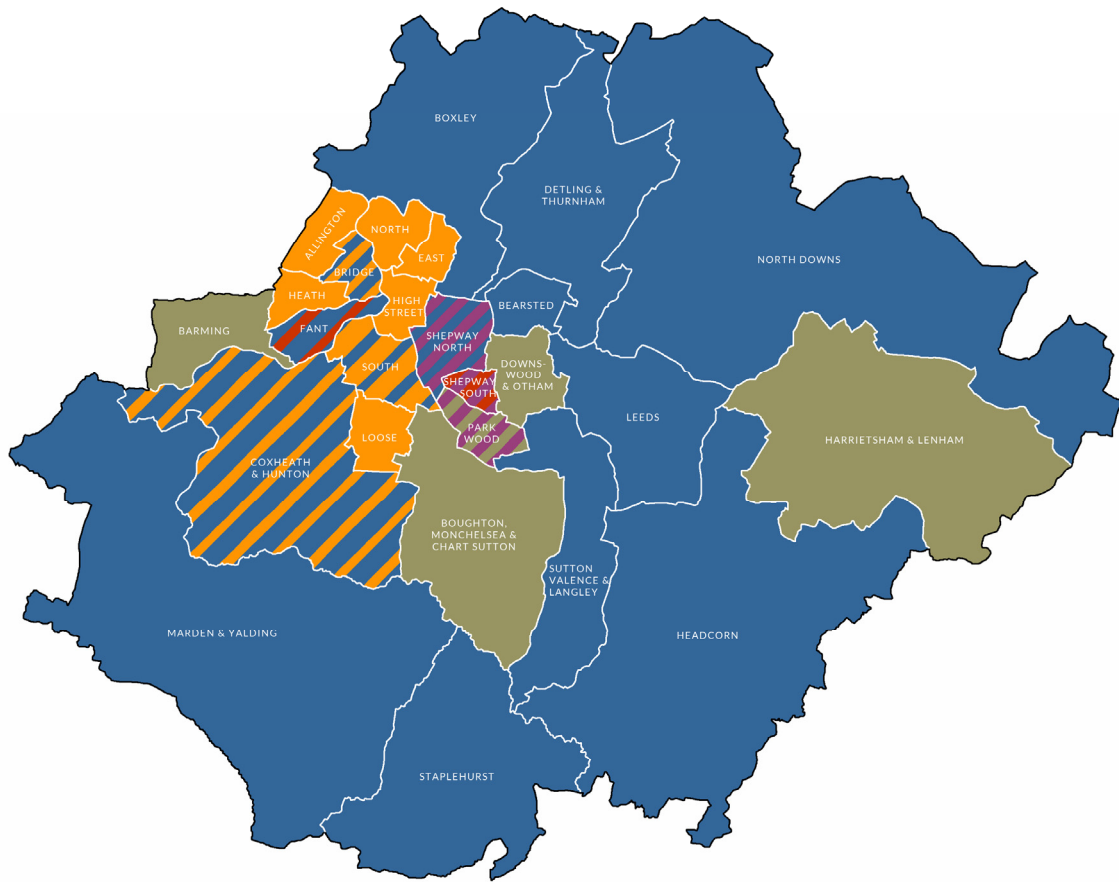 BOXLEY
DETLING &
THURNHAM
ALLINGTON
NORTH
EAST
NORTH DOWNS
BRIDGE
HEATH
HIGH
STREET
BEARSTED
BARMING
FANT
SHEPWAY
NORTH
SOUTH
DOWNS-
WOOD
& OTHAM
SHEPWAY
SOUTH
LEEDS
PARK
WOOD
LOOSE
HARRIETSHAM & LENHAM
COXHEATH
& HUNTON
BOUGHTON,
MONCHELSEA &
CHART SUTTON
SUTTON
VALENCE &
LANGLEY
MARDEN & YALDING
HEADCORN
STAPLEHURST